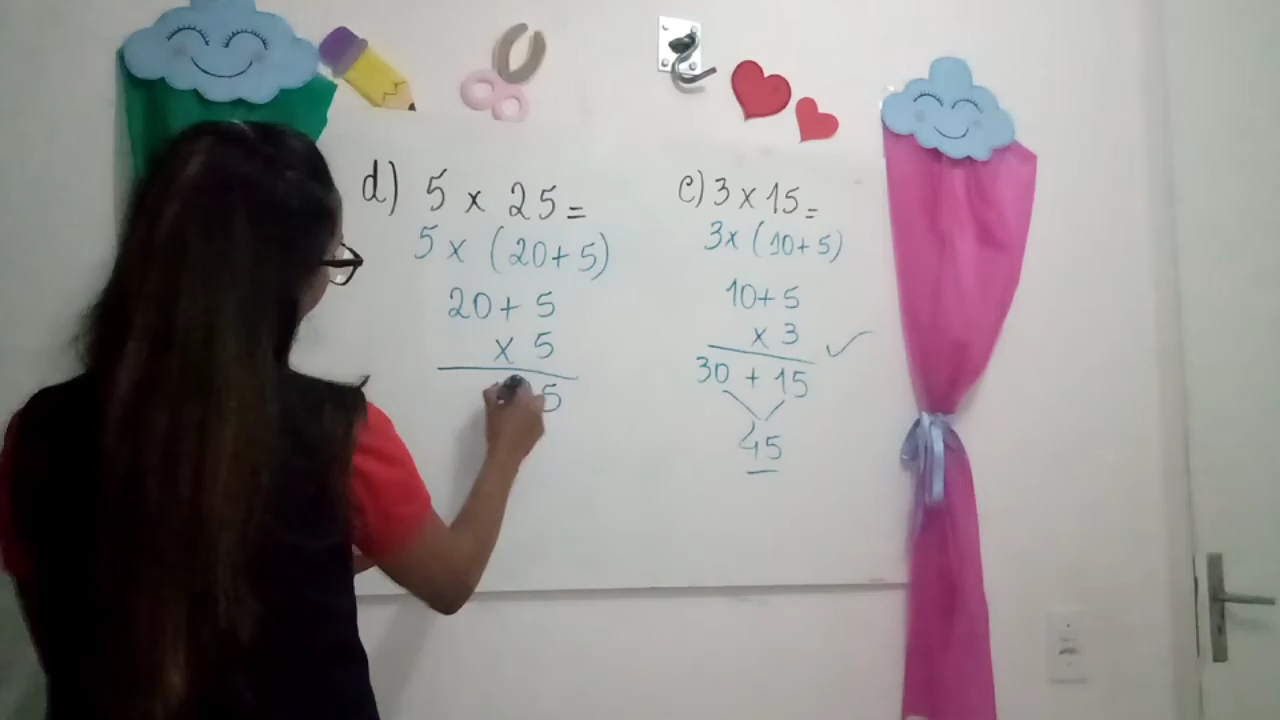 d) 5 x 25 =
5 x (20+5)
20 + 5
x 5
5
c) 3 x 15 =
3x (10+5)
10+5
x 3 ✓
30 + 15
45